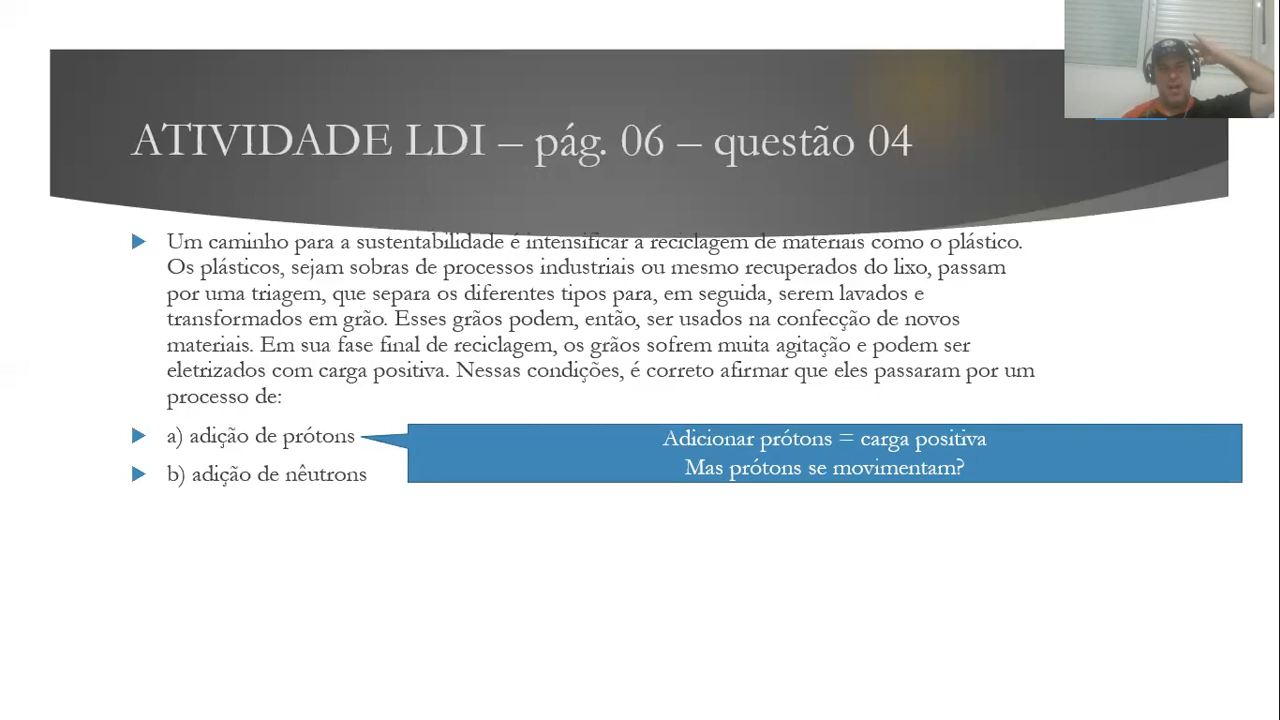 ATIVIDADE LDI – pág. 06 – questão 04
Um caminho para a sustentabilidade é intensificar a reciclagem de materiais como o plástico.
Os plásticos, sejam sobras de processos industriais ou mesmo recuperados do lixo, passam
por uma triagem, que separa os diferentes tipos para, em seguida, serem lavados e
transformados em grão. Esses grãos podem, então, ser usados na confecção de novos
materiais. Em sua fase final de reciclagem, os grãos sofrem muita agitação e podem ser
eletrizados com carga positiva. Nessas condições, é correto afirmar que eles passaram por um
processo de:
a) adição de prótons
Adicionar prótons = carga positiva
Mas prótons se movimentam?
b) adição de nêutrons